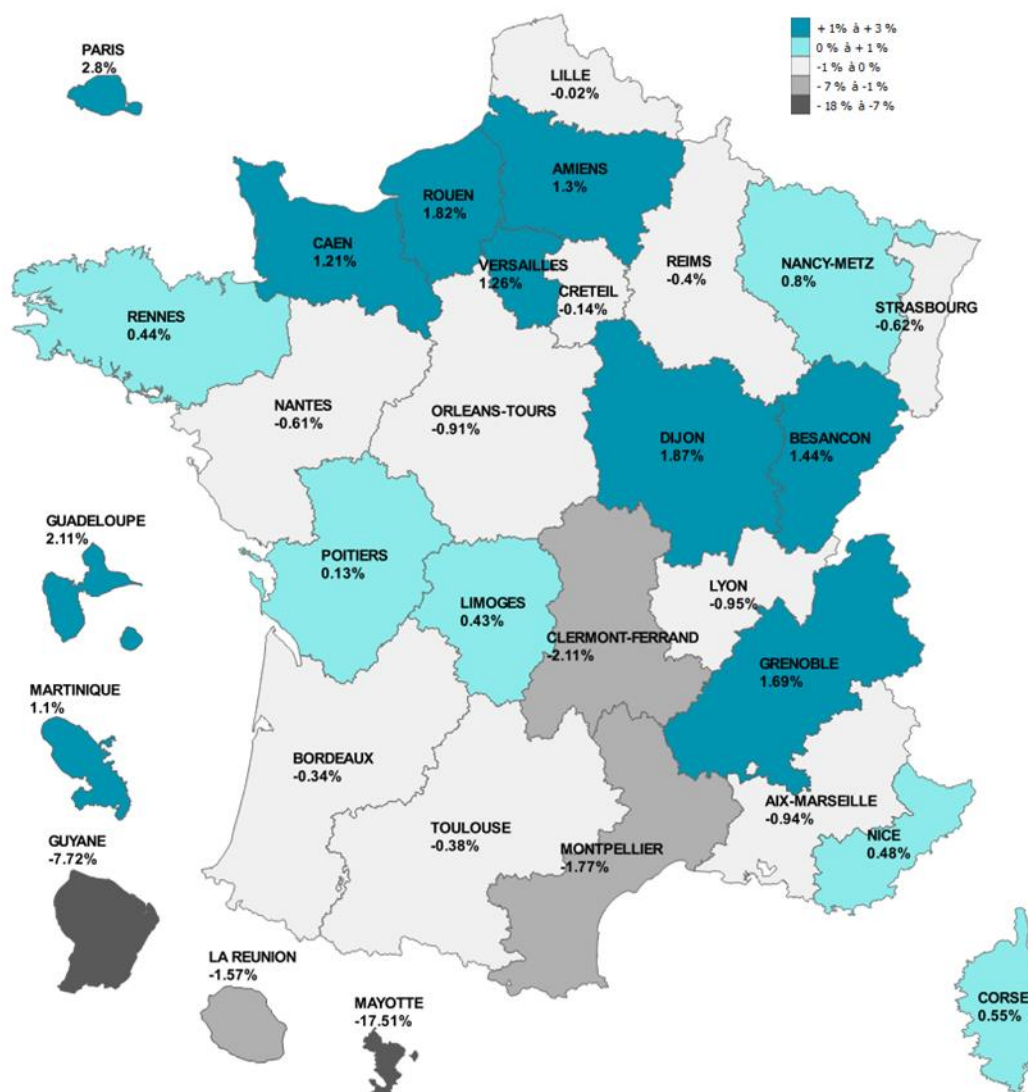 + 1% à + 3 %
0 % à + 1 %
-1 % à 0 %
- 7 % à -1 %
- 18 % à -7 %
PARIS
2.8%
LILLE
-0.02%
AMIENS
1.3%
ROUEN
1.82%
CAEN
1.21%
VERSAILLES
1.26%
CRETEIL
-0.14%
REIMS
-0.4%
NANCY-METZ
0.8%
STRASBOURG
-0.62%
RENNES
0.44%
NANTES
-0.61%
ORLEANS-TOURS
-0.91%
DIJON
1.87%
BESANCON
1.44%
GUADELOUPE
2.11%
POITIERS
0.13%
LIMOGES
0.43%
CLERMONT-FERRAND
-2.11%
LYON
-0.95%
GRENOBLE
1.69%
MARTINIQUE
1.1%
BORDEAUX
-0.34%
TOULOUSE
-0.38%
MONTPELLIER
-1.77%
AIX-MARSEILLE
-0.94%
NICE
0.48%
GUYANE
-7.72%
LA REUNION
-1.57%
MAYOTTE
-17.51%
CORSE
0.55%